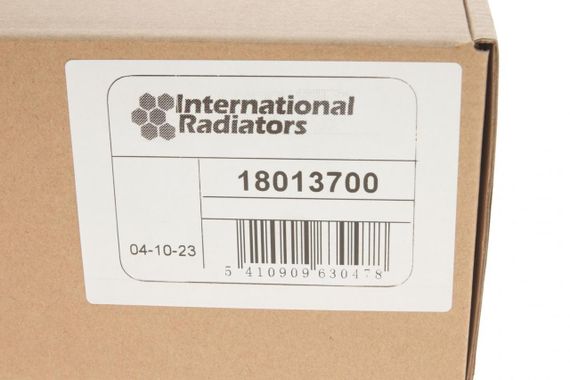 International
Radiators
18013700
04-10-23
5 410909 630478